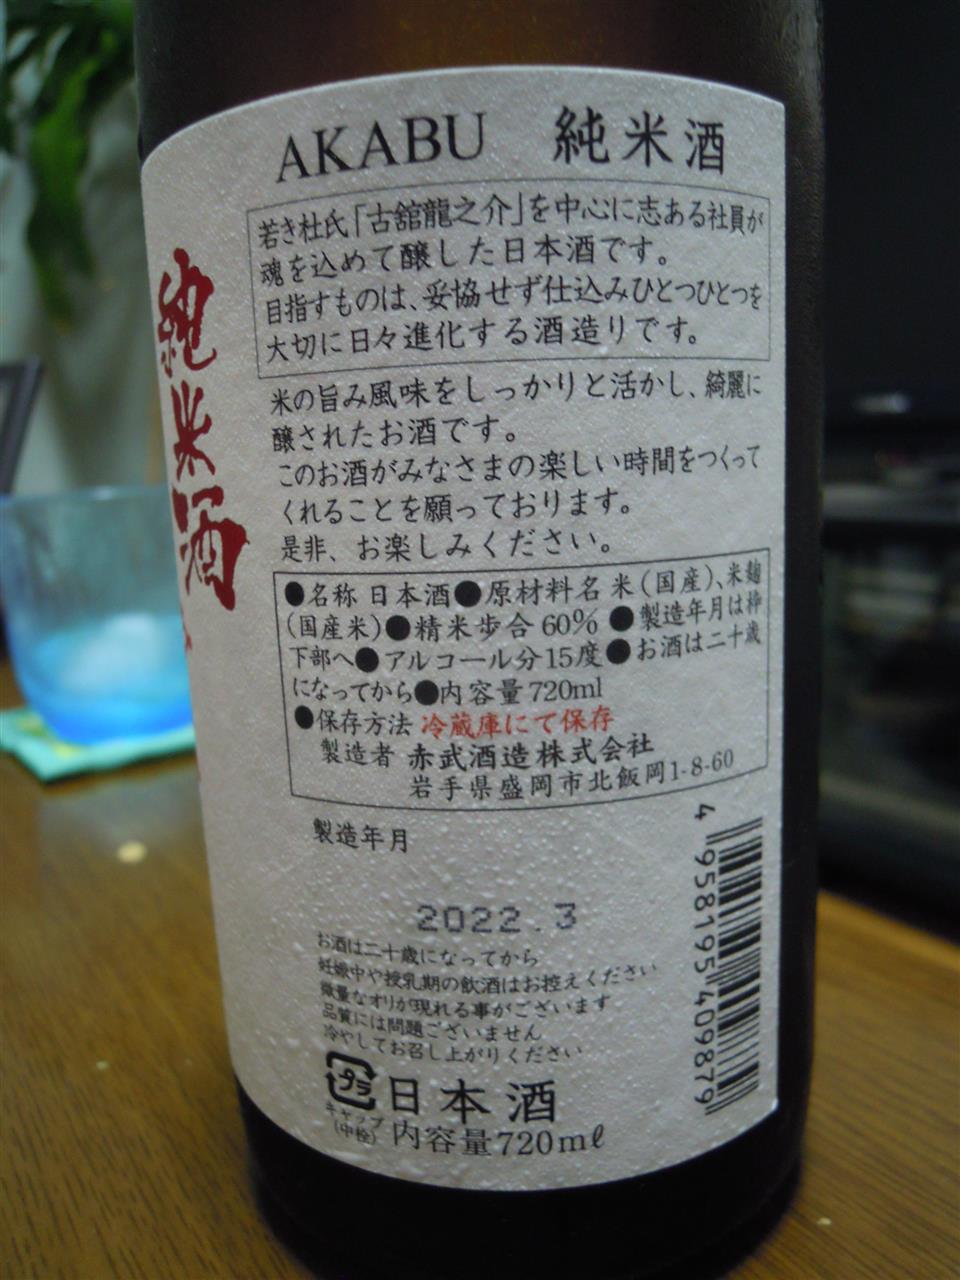 AKABU 純米酒
若き杜氏「古舘龍之介」を中心に志ある社員が
魂を込めて醸した日本酒です。
目指すものは、妥協せず仕込みひとつひとつを
大切に日々進化する酒造りです。
米の旨み風味をしっかりと活かし、綺麗に
醸されたお酒です。
このお酒がみなさまの楽しい時間をつくって
くれることを願っております。
是非、お楽しみください。
●名称 日本酒●原材料名 米(国産)、米麹
(国産米)●精米歩合 60% ●製造年月は枠
下部へ●アルコール分15度●お酒は二十歳
になってから●内容量 720ml
●保存方法 冷蔵庫にて保存
製造者 赤武酒造株式会社
岩手県盛岡市北飯岡1-8-60
製造年月
2022.3
お酒は二十歳になってから
妊娠中や授乳期の飲酒はお控えください
微量なオリが現れる事がございます
品質には問題ございません
冷やしてお召し上がりください
プラ
キャップ
(中栓)
日本酒
内容量720mℓ
4 958195 409879
純米酒